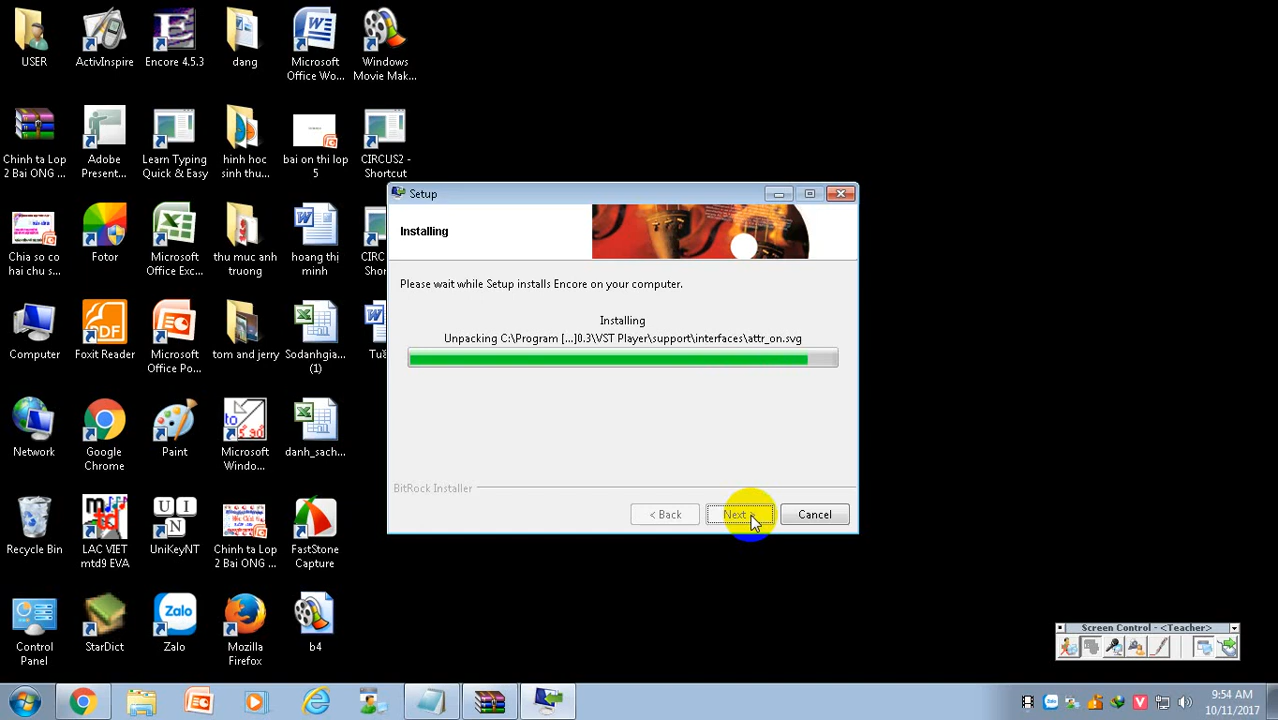 USER
ActivInspire
Encore 4.5.3
dang
Microsoft
Office Wo...
Windows
Movie Mak...
Chinh ta Lop
2 Bai ONG ...
Adobe
Present...
Learn Typing
Quick & Easy
hinh hoc
sinh thu...
bai on thi lop
5
CIRCUS2 -
Shortcut
Chia so co
hai chu s...
Fotor
Microsoft
Office Exc...
thu muc anh
truong
hoang thị
minh
Computer
Foxit Reader
Microsoft
Office Po...
tom and jerry
Sodanhgia...
(1)
Network
Google
Chrome
Paint
Microsoft
Windo...
danh_sach...
Recycle Bin
LAC VIET
mtd9 EVA
UniKeyNT
Chinh ta Lop
2 Bai ONG ...
FastStone
Capture
Control
Panel
StarDict
Zalo
Mozilla
Firefox
b4
Setup
Installing
Please wait while Setup installs Encore on your computer.
Installing
Unpacking C:\Program [...]0.3\VST Player\support\interfaces\attr_on.svg
BitRock Installer
< Back
Next >
Cancel
Screen Control - <Teacher>
9:54 AM
10/11/2017